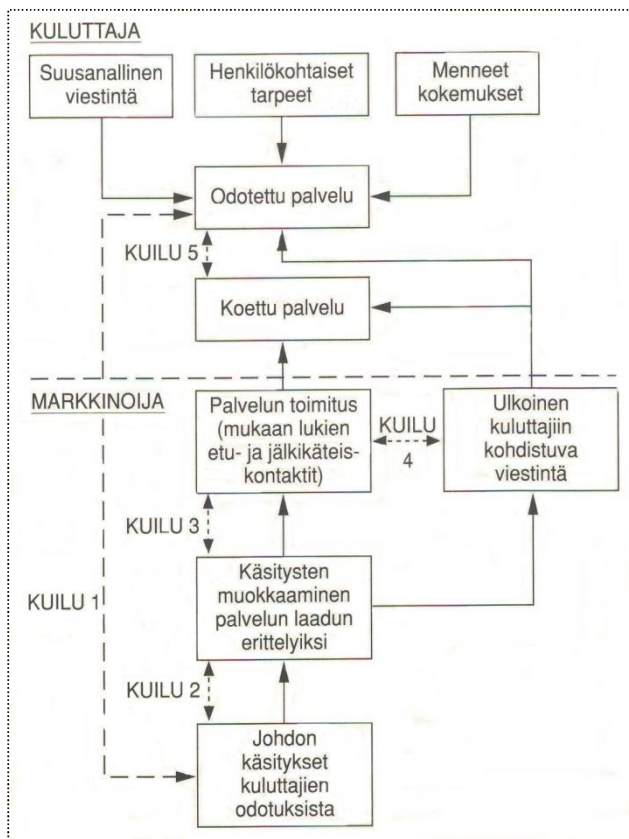 KULUTTAJA
Suusanallinen
viestintä
Henkilökohtaiset
tarpeet
Menneet
kokemukset
Odotettu palvelu
KUILU 5
Koettu palvelu
MARKKINOIJA
Palvelun toimitus
(mukaan lukien
etu- ja jälkikäteis-
kontaktit)
KUILU
4
Ulkoinen
kuluttajiin
kohdistuva
viestintä
KUILU 3
KUILU 1
Käsitysten
muokkaaminen
palvelun laadun
erittelyiksi
KUILU 2
Johdon
käsitykset
kuluttajien
odotuksista